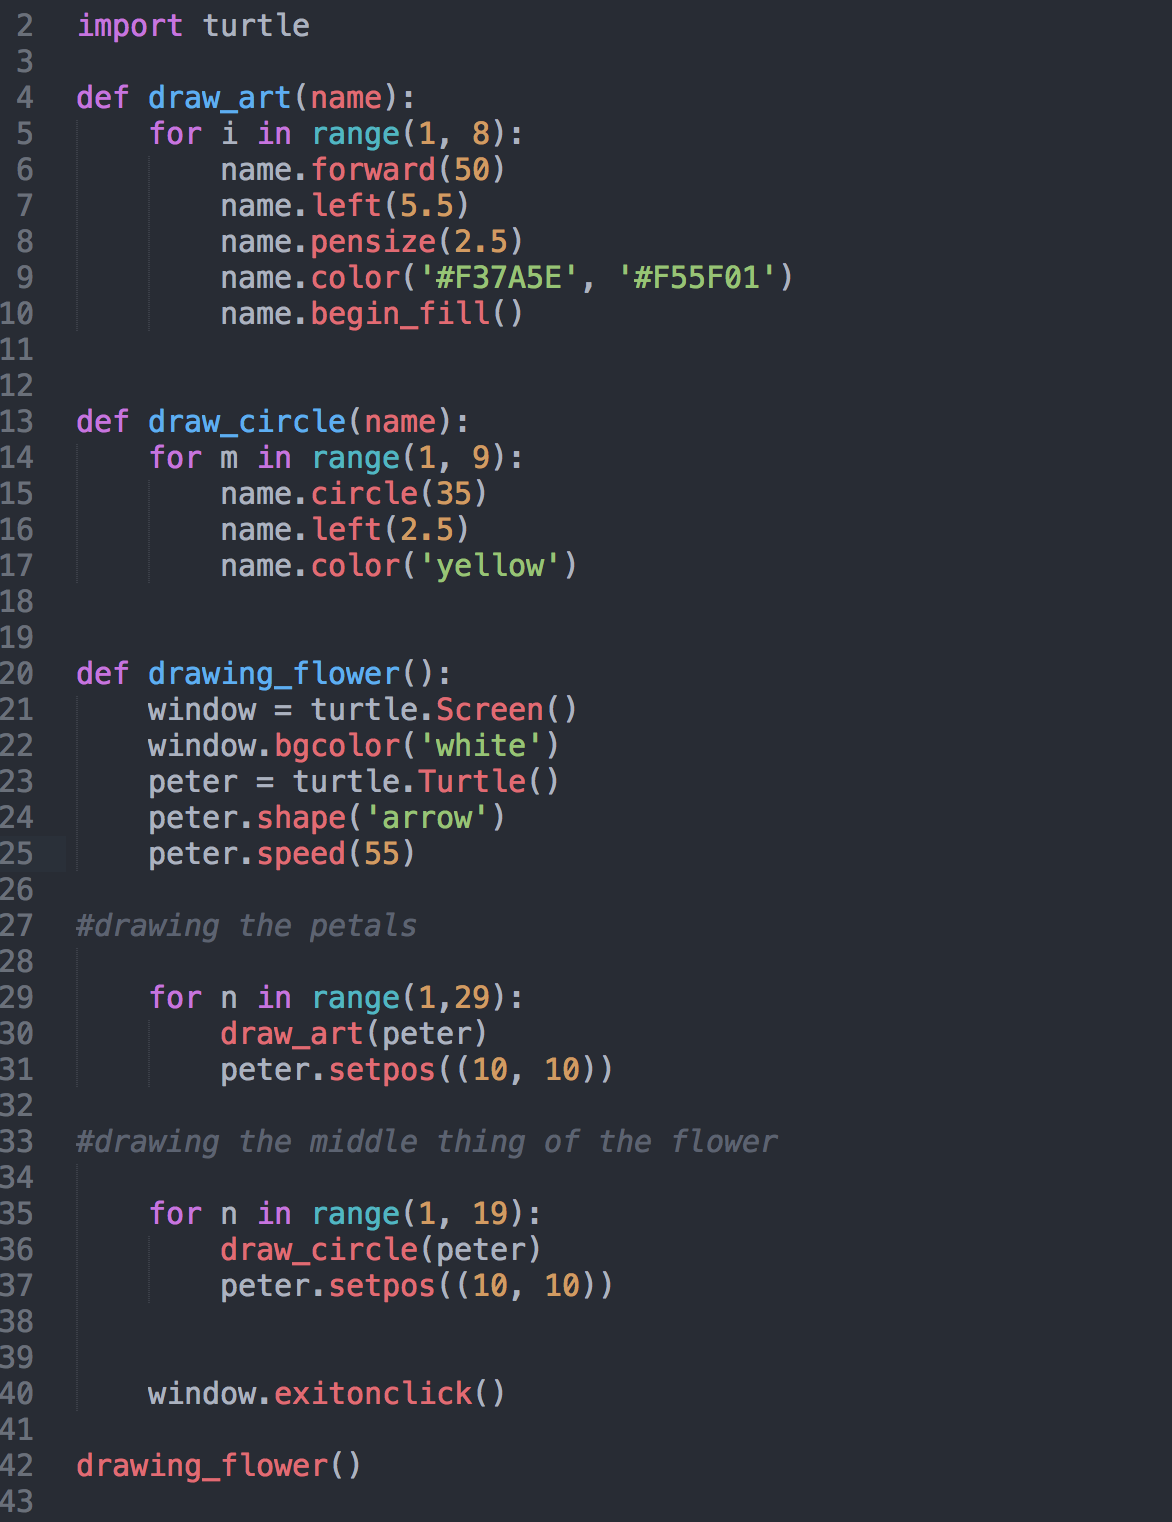 2 import turtle
3
4 def draw_art(name):
5     for i in range(1, 8):
6         name.forward(50)
7         name.left(5.5)
8         name.pensize(2.5)
9         name.color('#F37A5E', '#F55F01')
10         name.begin_fill()
11
12
13 def draw_circle(name):
14     for m in range(1, 9):
15         name.circle(35)
16         name.left(2.5)
17         name.color('yellow')
18
19
20 def drawing_flower():
21     window = turtle.Screen()
22     window.bgcolor('white')
23     peter = turtle.Turtle()
24     peter.shape('arrow')
25     peter.speed(55)
26
27 #drawing the petals
28
29     for n in range(1,29):
30         draw_art(peter)
31         peter.setpos((10, 10))
32
33 #drawing the middle thing of the flower
34
35     for n in range(1, 19):
36         draw_circle(peter)
37         peter.setpos((10, 10))
38
39
40     window.exitonclick()
41
42 drawing_flower()
43